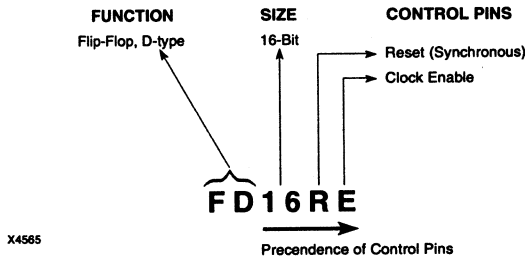 FUNCTION SIZE CONTROL PINS
Flip-Flop, D-type 16-Bit
Reset (Synchronous)
Clock Enable
FD16RE
X4565
Precendence of Control Pins